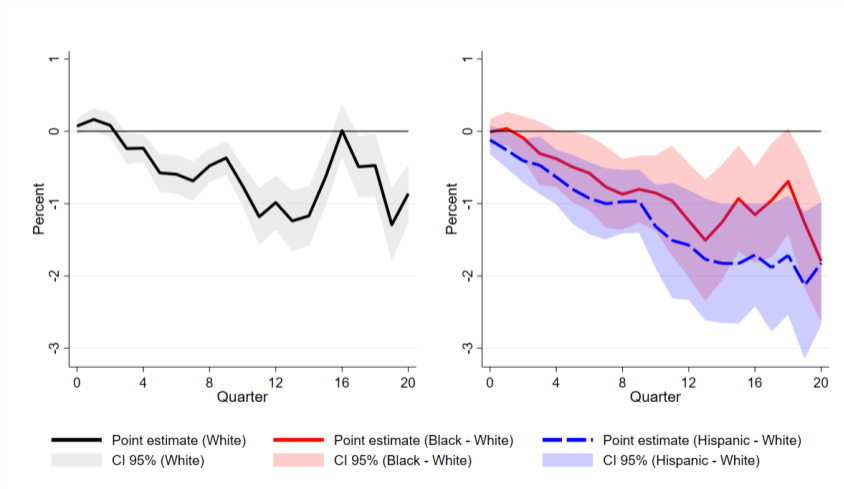 1
0
-1
-2
-3
Percent
0 4 8 12 16 20
Quarter
1
0
-1
-2
-3
Percent
0 4 8 12 16 20
Quarter
Point estimate (White) Point estimate (Black - White) Point estimate (Hispanic - White)
CI 95% (White) CI 95% (Black - White) CI 95% (Hispanic - White)